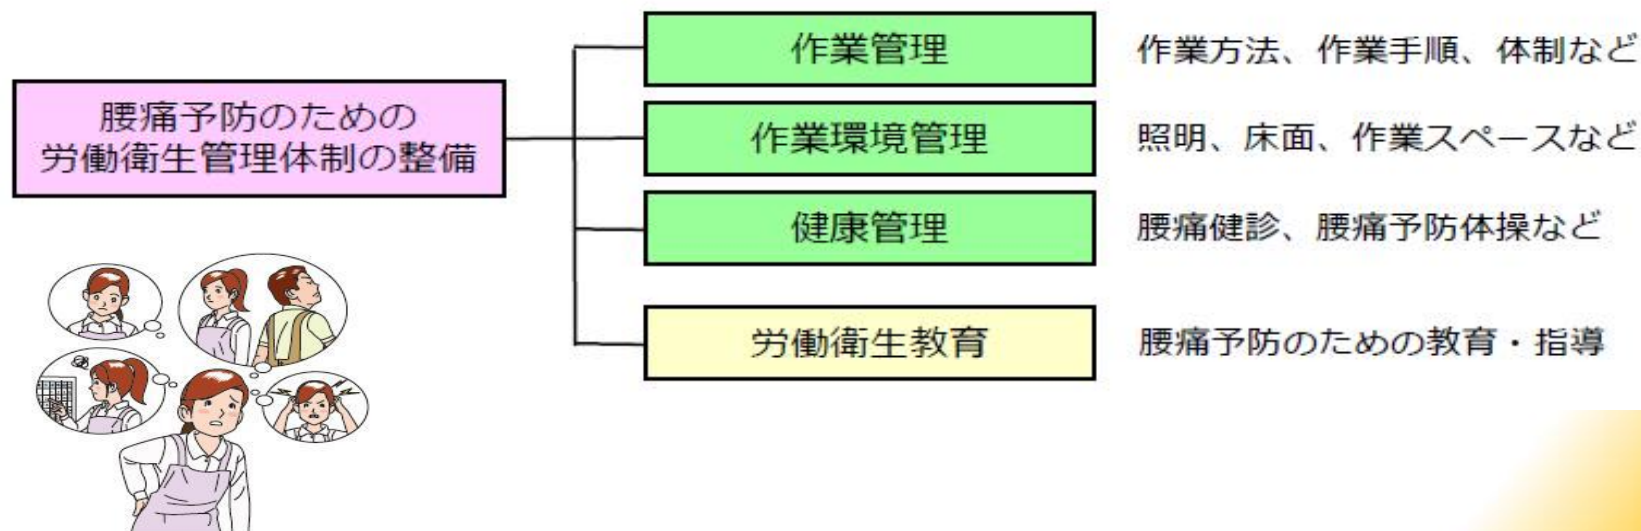 腰痛予防のための
労働衛生管理体制の整備
作業管理
作業方法、作業手順、体制など
作業環境管理
照明、床面、作業スペースなど
健康管理
腰痛健診、腰痛予防体操など
労働衛生教育
腰痛予防のための教育・指導